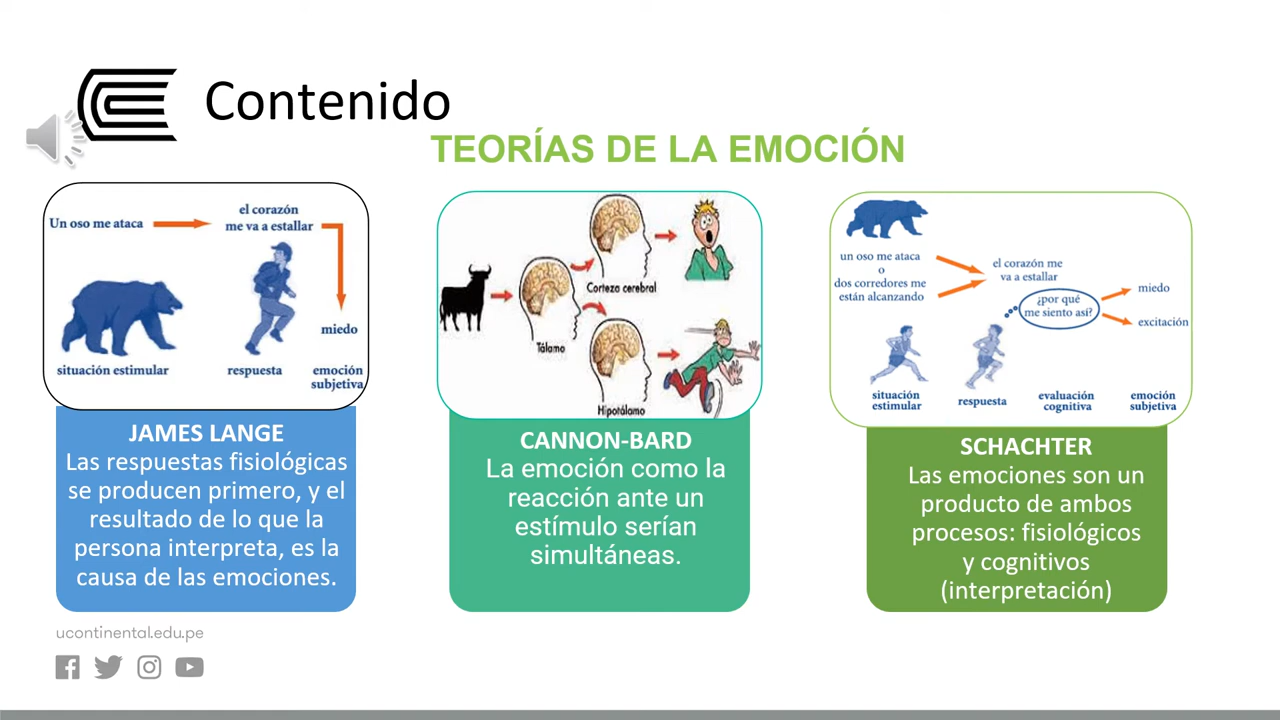 Contenido
TEORÍAS DE LA EMOCIÓN
Un oso me ataca
el corazón
me va a estallar
miedo
situación estimular
respuesta
emoción
subjetiva
JAMES LANGE
Las respuestas fisiológicas
se producen primero, y el
resultado de lo que la
persona interpreta, es la
causa de las emociones.
Corteza cerebral
Tálamo
Hipotálamo
CANNON-BARD
La emoción como la
reacción ante un
estímulo serían
simultáneas.
un oso me ataca
o
dos corredores me
están alcanzando
el corazón me
va a estallar
¿por qué
me siento así?
miedo
excitación
situación
estimular
respuesta
evaluación
cognitiva
emoción
subjetiva
SCHACHTER
Las emociones son un
producto de ambos
procesos: fisiológicos
y cognitivos
(interpretación)
ucontinental.edu.pe